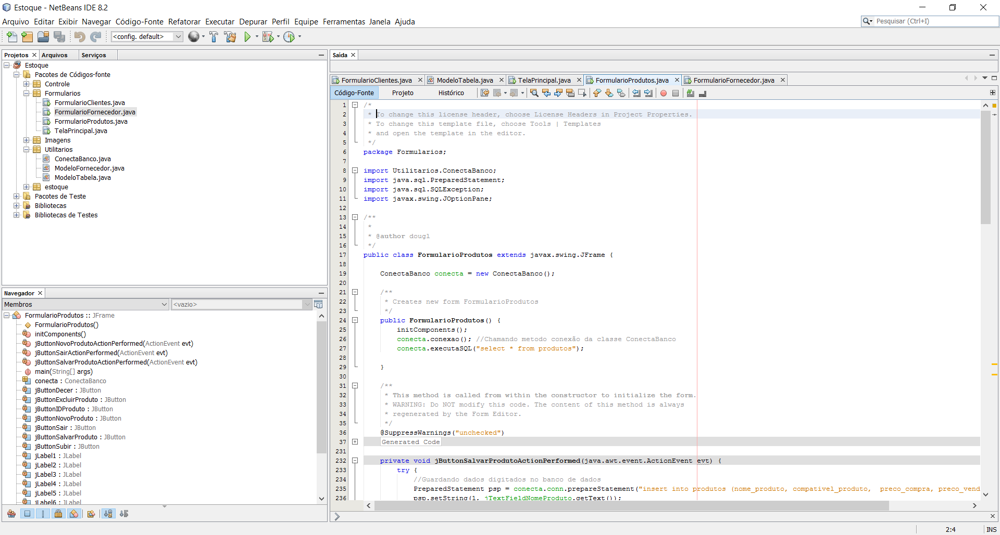 Estoque - NetBeans IDE 8.2
Arquivo Editar Exibir Navegar Código-Fonte Refatorar Executar Depurar Perfil Equipe Ferramentas Janela Ajuda
Pesquisar (Ctrl+I)
<config. default>
Projetos Arquivos Serviços
Estoque
Pacotes de Códigos-fonte
Controle
Formularios
FormularioClientes.java
FormularioFornecedor.java
FormularioProdutos.java
TelaPrincipal.java
Imagens
Utilitarios
ConectaBanco.java
ModeloFornecedor.java
ModeloTabela.java
estoque
Pacotes de Teste
Bibliotecas
Bibliotecas de Testes
Navegador
Membros <vazio>
FormularioProdutos :: JFrame
FormularioProdutos()
initComponents()
jButtonNovoProdutoActionPerformed(ActionEvent evt)
jButtonSairActionPerformed(ActionEvent evt)
jButtonSalvarProdutoActionPerformed(ActionEvent evt)
main(String[] args)
conecta : ConectaBanco
jButtonDecer : JButton
jButtonExcluirProduto : JButton
jButtonIDProduto : JButton
jButtonNovoProduto : JButton
jButtonSair : JButton
jButtonSalvarProduto : JButton
jButtonSubir : JButton
jLabel1 : JLabel
jLabel2 : JLabel
jLabel3 : JLabel
jLabel4 : JLabel
jLabel5 : JLabel
jLabel6 : JLabel
Saída
FormularioClientes.java ModeloTabela.java TelaPrincipal.java FormularioProdutos.java FormularioFornecedor.java
Código-Fonte Projeto Histórico
1 /*
2 * To change this license header, choose License Headers in Project Properties.
3 * To change this template file, choose Tools | Templates
4 * and open the template in the editor.
5 */
6 package Formularios;
7
8 import Utilitarios.ConectaBanco;
9 import java.sql.PreparedStatement;
10 import java.sql.SQLException;
11 import javax.swing.JOptionPane;
12
13 /**
14 *
15 * @author dougl
16 */
17 public class FormularioProdutos extends javax.swing.JFrame {
18
19 ConectaBanco conecta = new ConectaBanco();
20
21 /**
22 * Creates new form FormularioProdutos
23 */
24 public FormularioProdutos() {
25 initComponents();
26 conecta.conexao(); //Chamando metodo conexão da classe ConectaBanco
27 conecta.executaSQL("select * from produtos");
28
29 }
30
31 /**
32 * This method is called from within the constructor to initialize the form.
33 * WARNING: Do NOT modify this code. The content of this method is always
34 * regenerated by the Form Editor.
35 */
36 @SuppressWarnings("unchecked")
37 Generated Code
231
232 private void jButtonSalvarProdutoActionPerformed(java.awt.event.ActionEvent evt) {
233 try {
234 //Guardando dados digitados no banco de dados
235 PreparedStatement psp = conecta.conn.prepareStatement("insert into produtos (nome_produto, compativel_produto, preco_compra, preco_vend
236 psp.setString(1, jTextFieldNomeProduto.getText());
2:4 INS